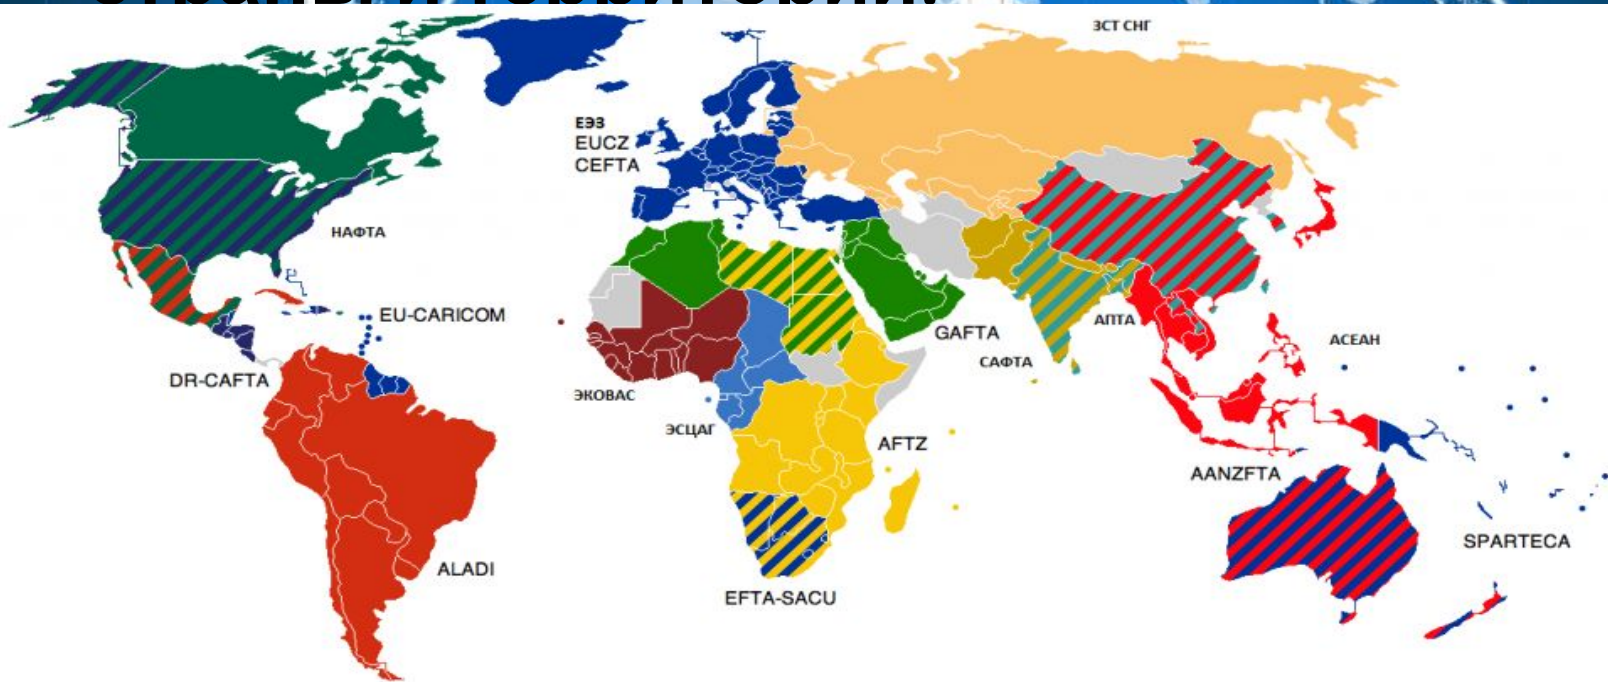 ЗСТ СНГ
ЕЭЗ
EUCZ
CEFTA
НАФТА
EU-CARICOM
DR-CAFTA
ALADI
ЭКОВАС
ЭСЦАГ
GAFTA
САФТА
АПТА
АСЕАН
AFTZ
AANZFTA
SPARTECA
EFTA-SACU